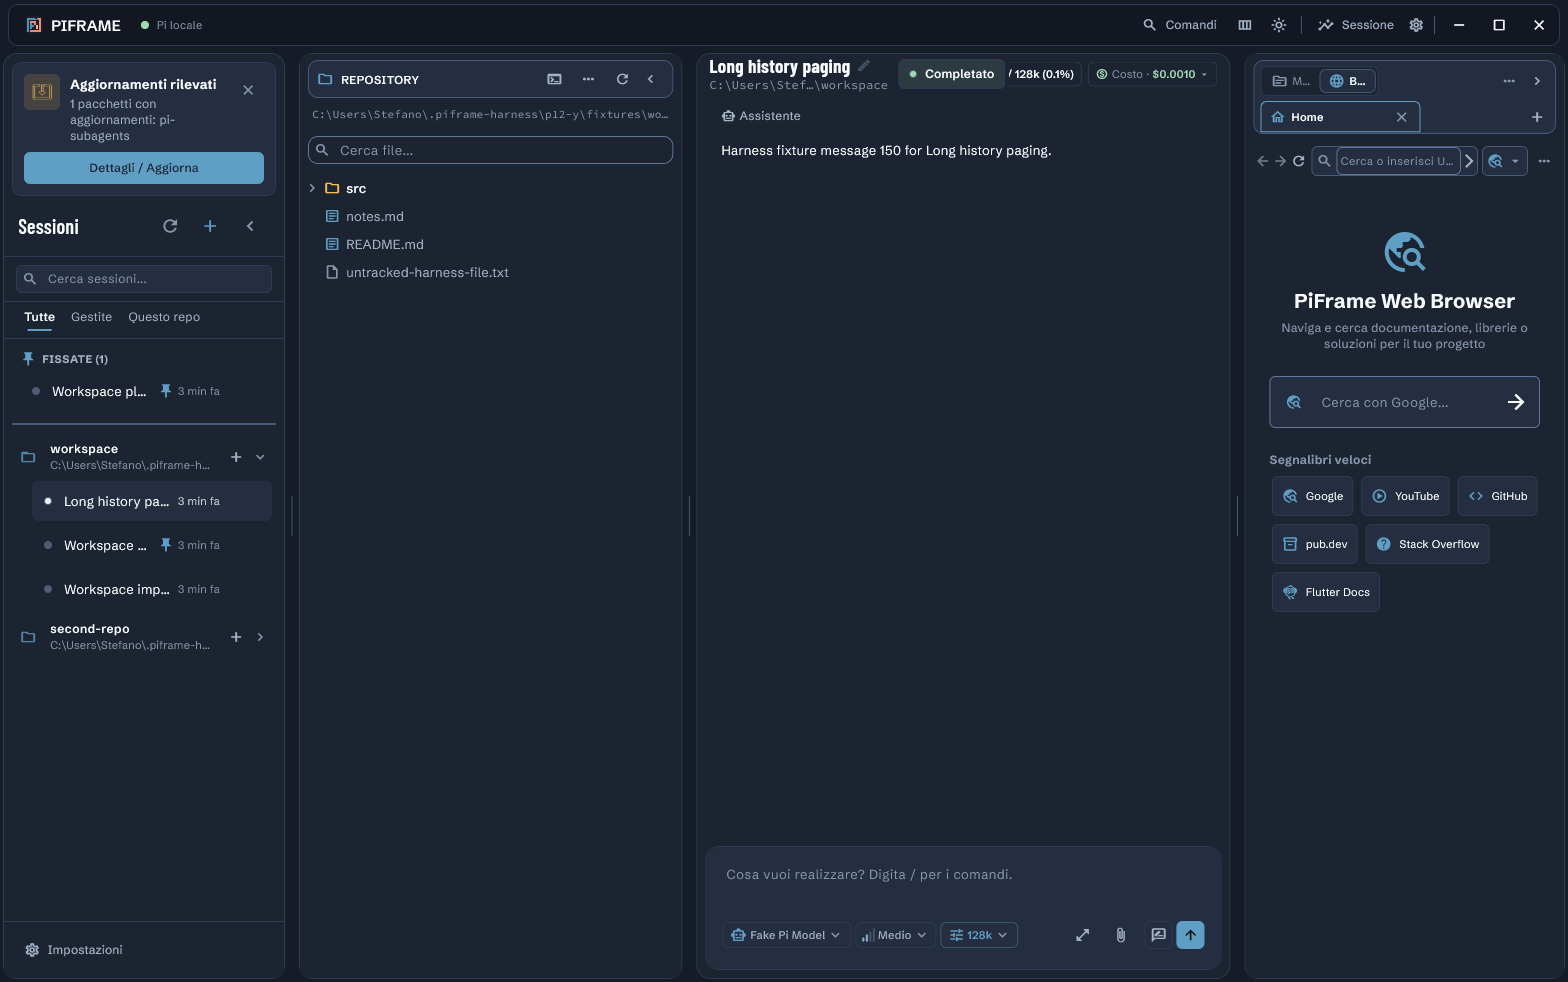 PIFRAME
Pi locale
Comandi
Sessione
Aggiornamenti rilevati
1 pacchetti con
aggiornamenti: pi-
subagents
Dettagli / Aggiorna
Sessioni
Cerca sessioni...
Tutte
Gestite
Questo repo
FISSATE (1)
Workspace pl...
3 min fa
workspace
C:\Users\Stefano\.piframe-h...
Long history pa...
3 min fa
Workspace ...
3 min fa
Workspace imp...
3 min fa
second-repo
C:\Users\Stefano\.piframe-h...
Impostazioni
REPOSITORY
C:\Users\Stefano\.piframe-harness\p12-y\fixtures\wo...
Cerca file...
src
notes.md
README.md
untracked-harness-file.txt
Long history paging
C:\Users\Stef...\workspace
Completato
/ 128k (0.1%)
Costo · $0.0010
Assistente
Harness fixture message 150 for Long history paging.
Cosa vuoi realizzare? Digita / per i comandi.
Fake Pi Model
Medio
128k
M...
B...
Home
Cerca o inserisci U...
PiFrame Web Browser
Naviga e cerca documentazione, librerie o
soluzioni per il tuo progetto
Cerca con Google...
Segnalibri veloci
Google
YouTube
GitHub
pub.dev
Stack Overflow
Flutter Docs